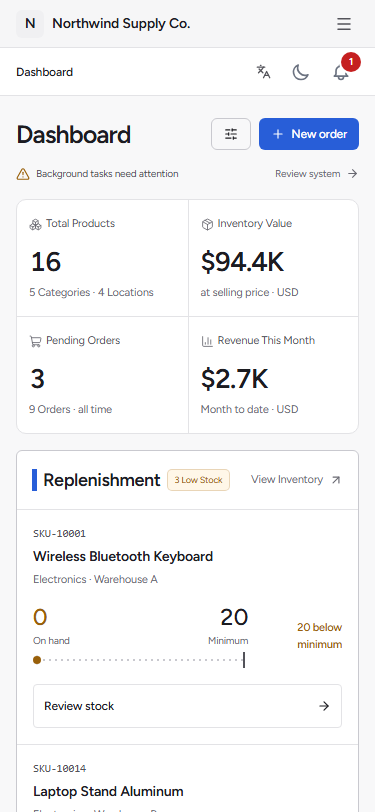 N Northwind Supply Co.
Dashboard
1
Dashboard
New order
Background tasks need attention
Review system
Total Products
16
5 Categories · 4 Locations
Inventory Value
$94.4K
at selling price · USD
Pending Orders
3
9 Orders · all time
Revenue This Month
$2.7K
Month to date · USD
Replenishment
3 Low Stock
View Inventory
SKU-10001
Wireless Bluetooth Keyboard
Electronics · Warehouse A
0
On hand
20
Minimum
20 below
minimum
Review stock
SKU-10014
Laptop Stand Aluminum